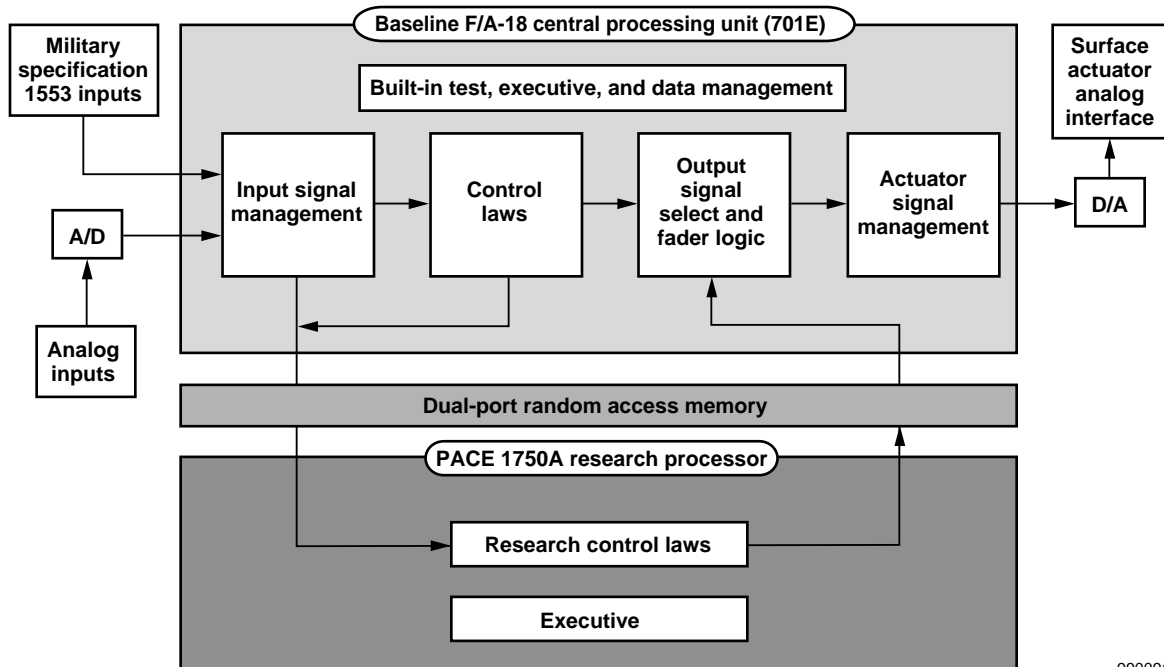 Baseline F/A-18 central processing unit (701E)
Military
specification
1553 inputs
Surface
actuator
analog
interface
Built-in test, executive, and data management
Input signal
management
Control
laws
Output
signal
select and
fader logic
Actuator
signal
management
D/A
A/D
Analog
inputs
Dual-port random access memory
PACE 1750A research processor
Research control laws
Executive